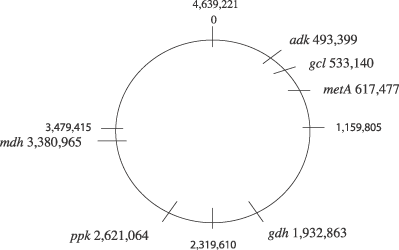 4,639,221
0
adk 493,399
gcl 533,140
metA 617,477
3,479,415
1,159,805
mdh 3,380,965
ppk 2,621,064
gdh 1,932,863
2,319,610